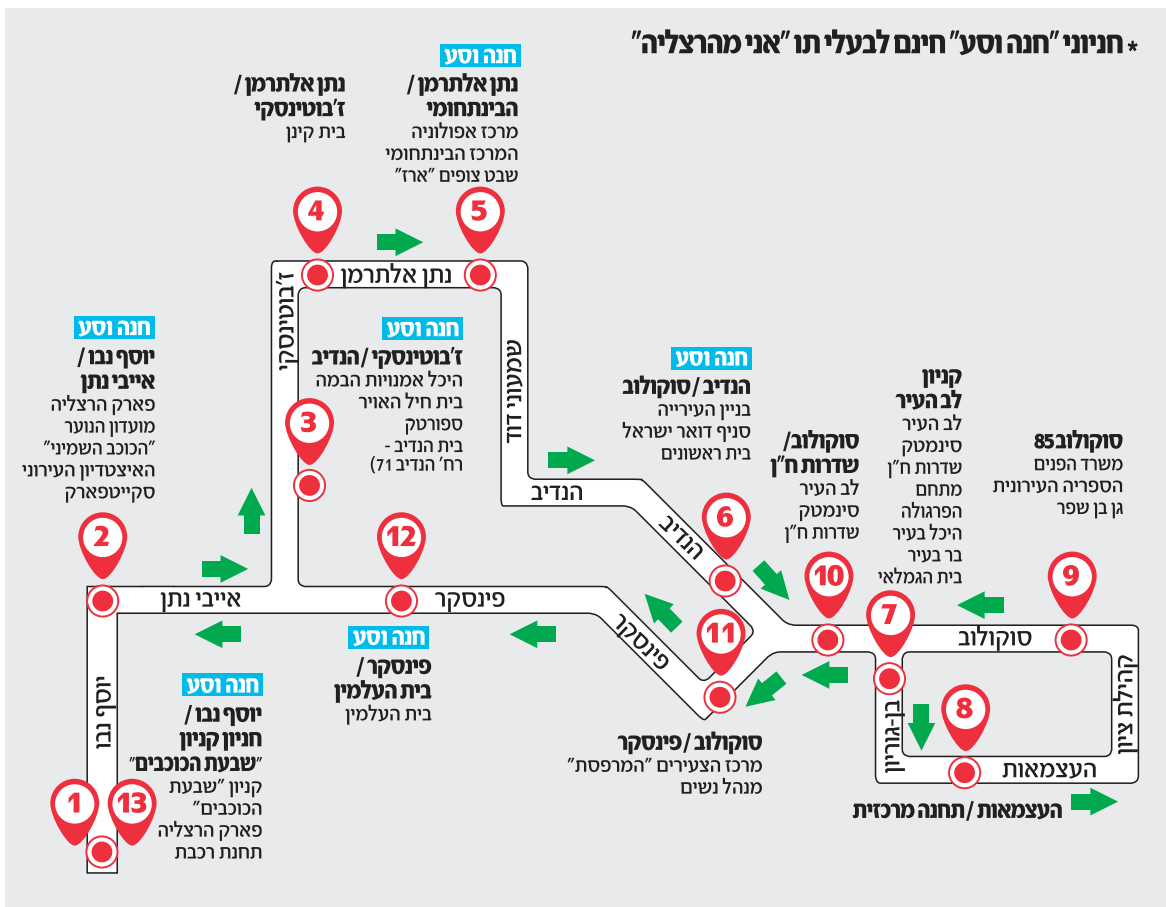 * חניוני "חנה וסע" חינם לבעלי תו "אני מהרצליה"
חנה וסע
נתן אלתרמן /
הבינתחומי
מרכז אפולוניה
המרכז הבינתחומי
שבט צופים "ארז"
נתן אלתרמן /
ז'בוטינסקי
בית קינן
5
4
נתן אלתרמן
ז'בוטינסקי
שמעוני דוד
חנה וסע
ז'בוטינסקי / הנדיב
היכל אמנויות הבמה
בית חיל האויר
ספורטק
בית הנדיב -
רח' הנדיב 71)
3
חנה וסע
יוסף נבו /
אייבי נתן
פארק הרצליה
מועדון הנוער
"הכוכב השמיני"
האיצטדיון העירוני
סקייטפארק
2
חנה וסע
הנדיב / סוקולוב
בניין העירייה
סניף דואר ישראל
בית ראשונים
6
הנדיב
הנדיב
סוקולוב/
שדרות ח"ן
לב העיר
סינמטק
שדרות ח"ן
10
קניון
לב העיר
לב העיר
סינמטק
שדרות ח"ן
מתחם
הפרגולה
היכל בעיר
בר בעיר
בית הגמלאי
7
סוקולוב 85
משרד הפנים
הספריה העירונית
גן בן שפר
9
סוקולוב
קהילת ציון
בן-גוריון
8
העצמאות
העצמאות / תחנה מרכזית
11
סוקולוב / פינסקר
מרכז הצעירים "המרפסת"
מנהל נשים
פינסקר
פינסקר
12
חנה וסע
פינסקר /
בית העלמין
בית העלמין
אייבי נתן
יוסף נבו
חנה וסע
יוסף נבו /
חניון קניון
"שבעת הכוכבים"
קניון "שבעת
הכוכבים"
פארק הרצליה
תחנת רכבת
13
1